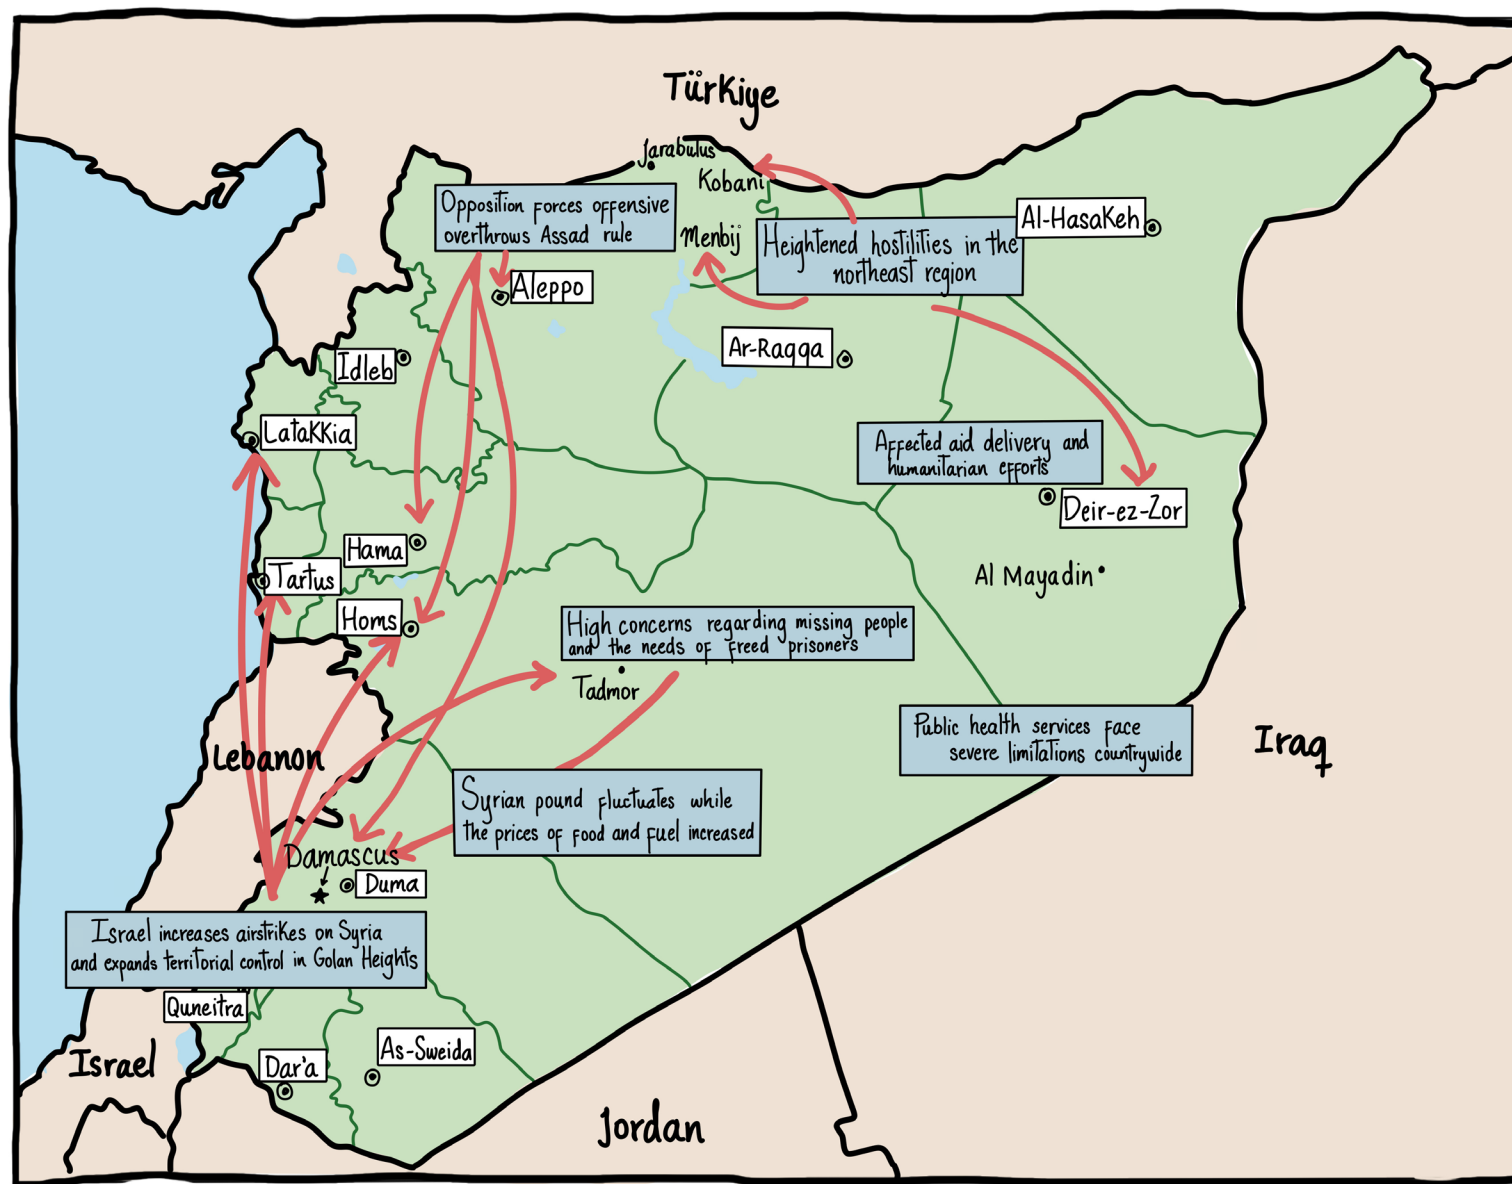 Türkiye
Jarabulus
Kobani
Opposition forces offensive
overthrows Assad rule
Menbij
Heightened hostilities in the
northeast region
Al-Hasakeh
Aleppo
Idleb
Ar-Raqqa
Latakkia
Affected aid delivery and
humanitarian efforts
Deir-ez-Zor
Hama
Tartus
Al Mayadin
Homs
High concerns regarding missing people
and the needs of freed prisoners
Tadmor
Public health services face
severe limitations countrywide
Iraq
Lebanon
Syrian pound fluctuates while
the prices of food and fuel increased
Damascus
Duma
Israel increases airstrikes on Syria
and expands territorial control in Golan Heights
Quneitra
Israel
Dar'a
As-Sweida
Jordan